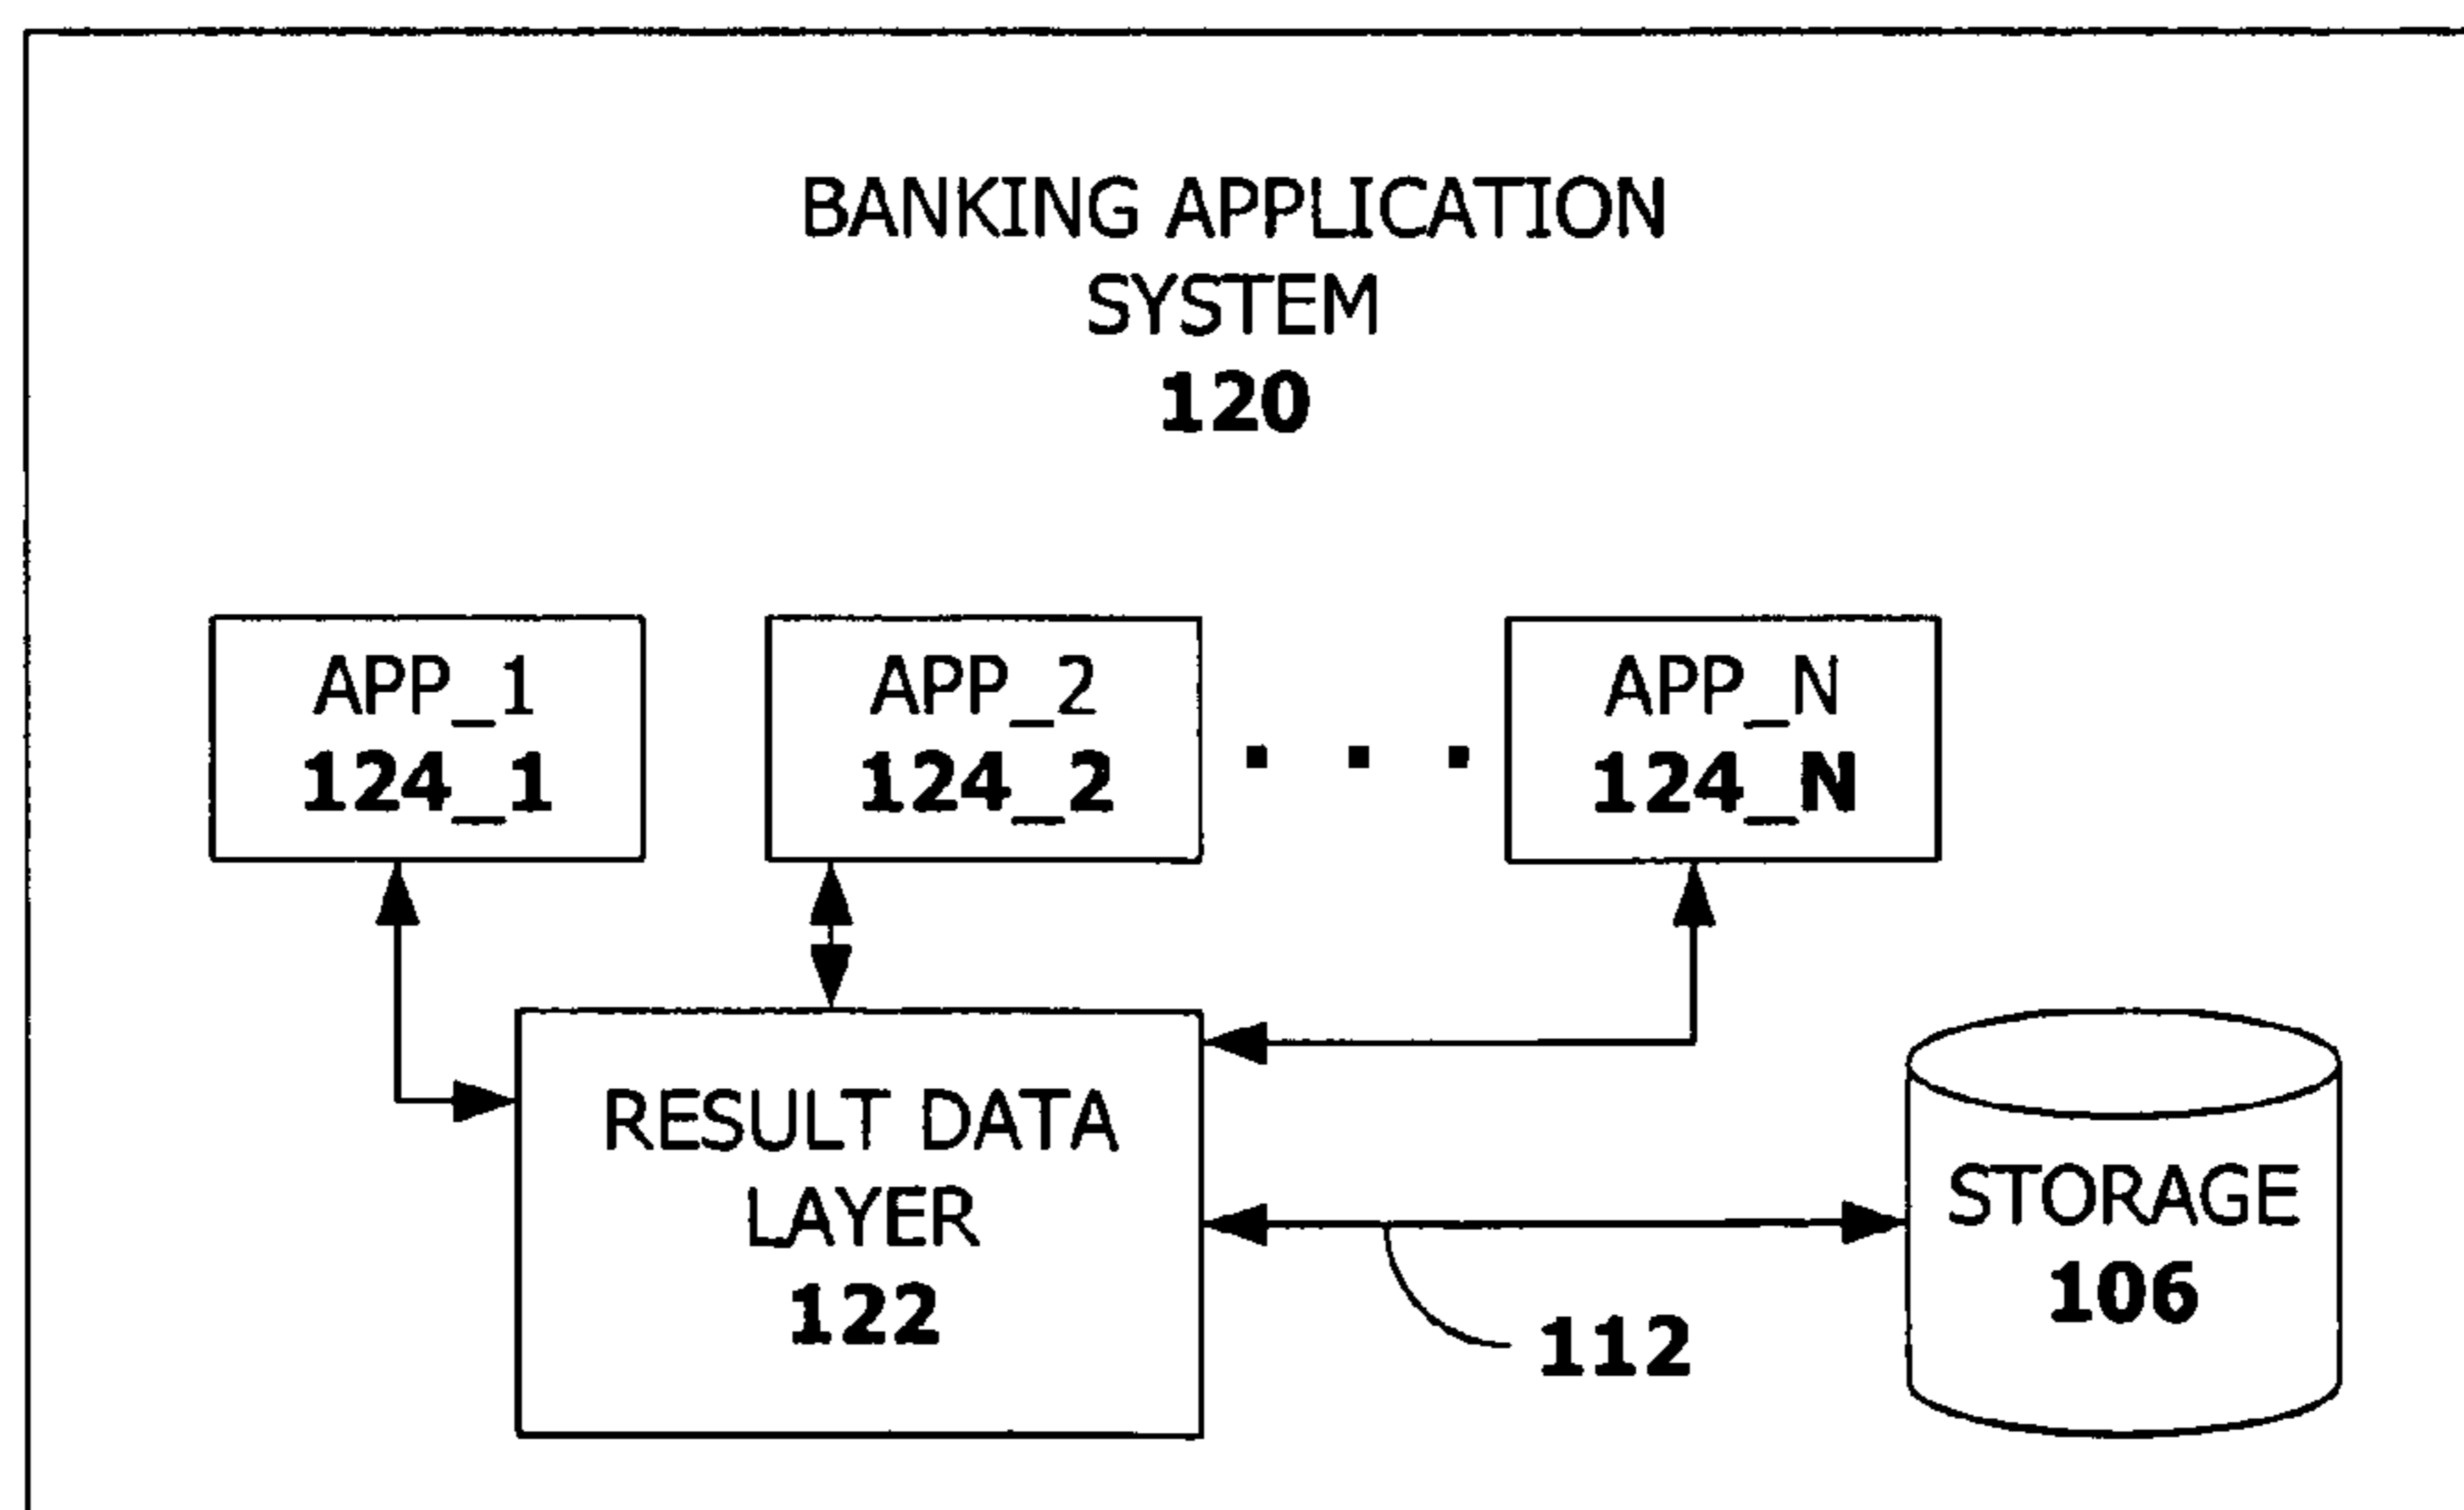 BANKING APPLICATION
SYSTEM
120
APP_1
124_1
APP_2
124_2
. . .
APP_N
124_N
RESULT DATA
LAYER
122
STORAGE
106
112